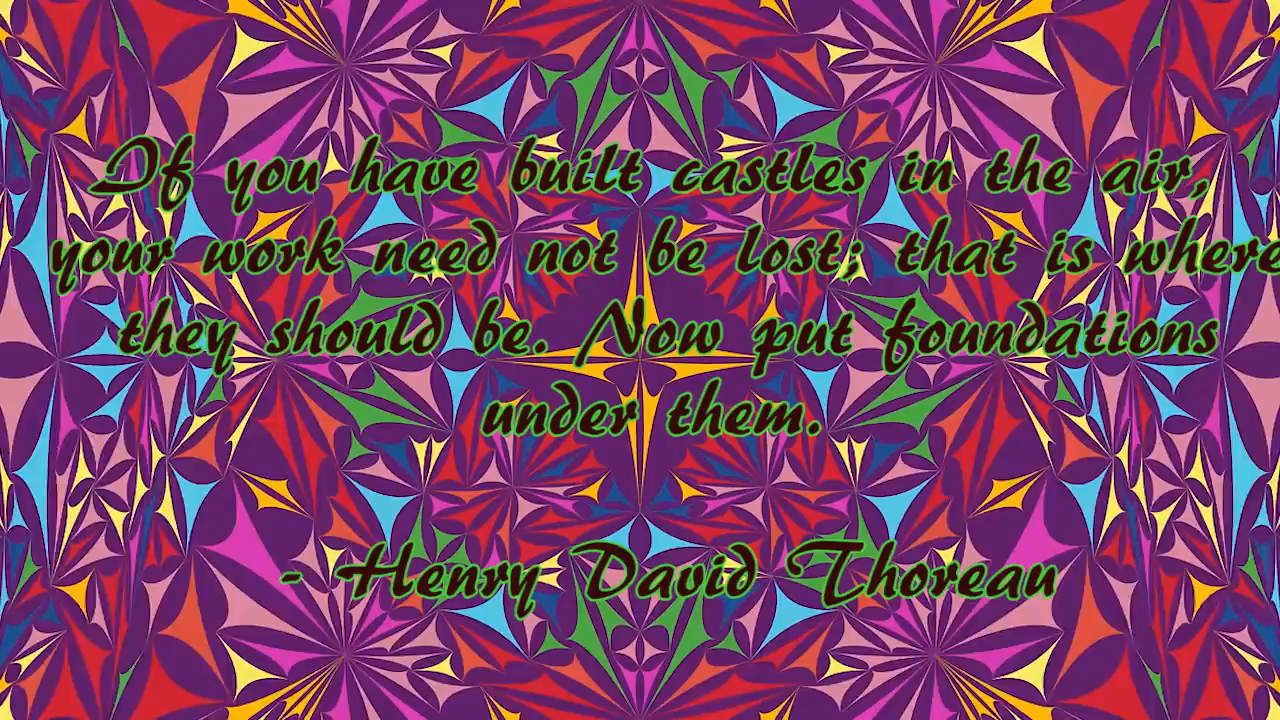 If you have built castles in the air,
your work need not be lost; that is where
they should be. Now put foundations
under them.
- Henry David Thoreau